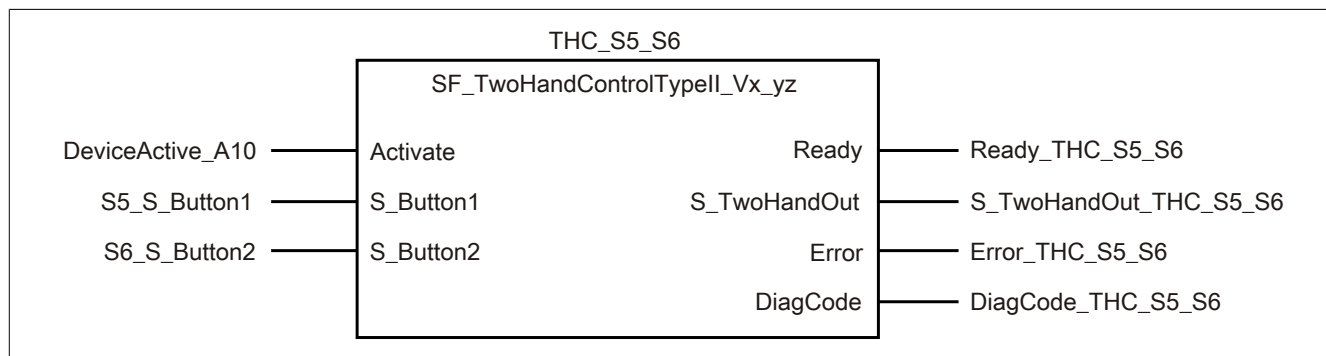 THC_S5_S6
SF_TwoHandControlTypeII_Vx_yz
DeviceActive_A10 Activate Ready Ready_THC_S5_S6
S5_S_Button1 S_Button1 S_TwoHandOut S_TwoHandOut_THC_S5_S6
S6_S_Button2 S_Button2 Error Error_THC_S5_S6
DiagCode DiagCode_THC_S5_S6